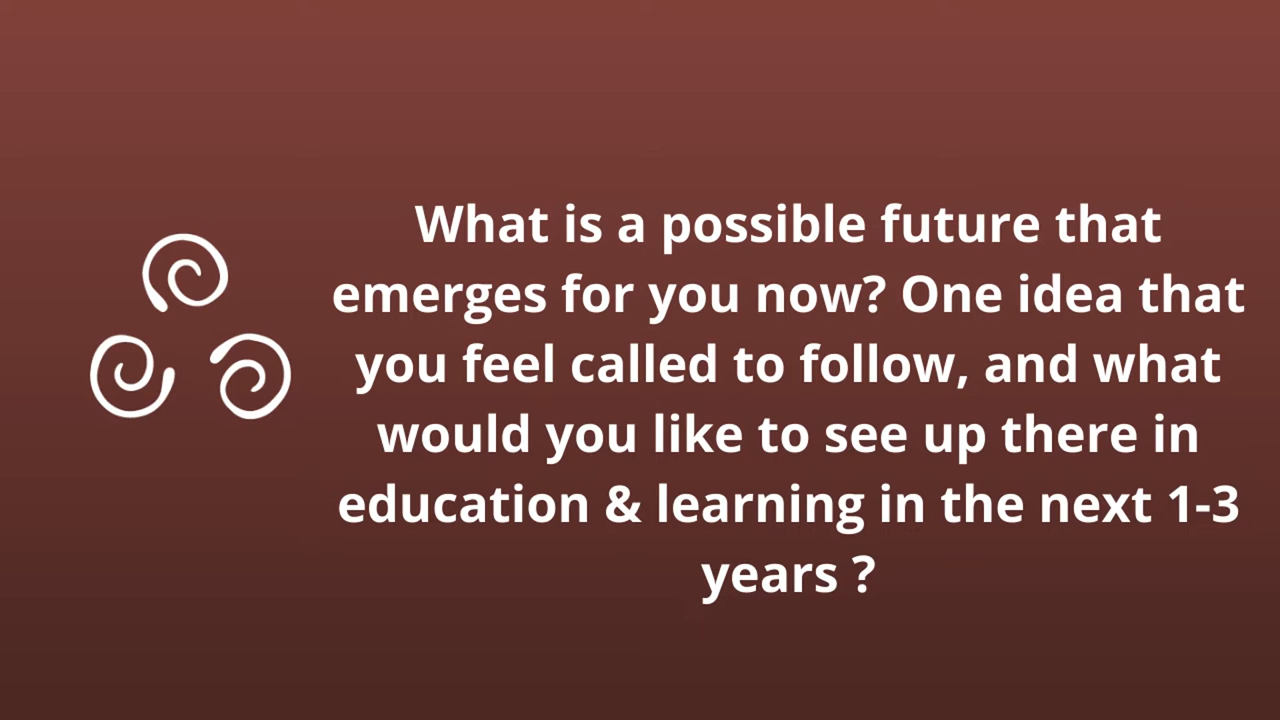 What is a possible future that
emerges for you now? One idea that
you feel called to follow, and what
would you like to see up there in
education & learning in the next 1-3
years ?